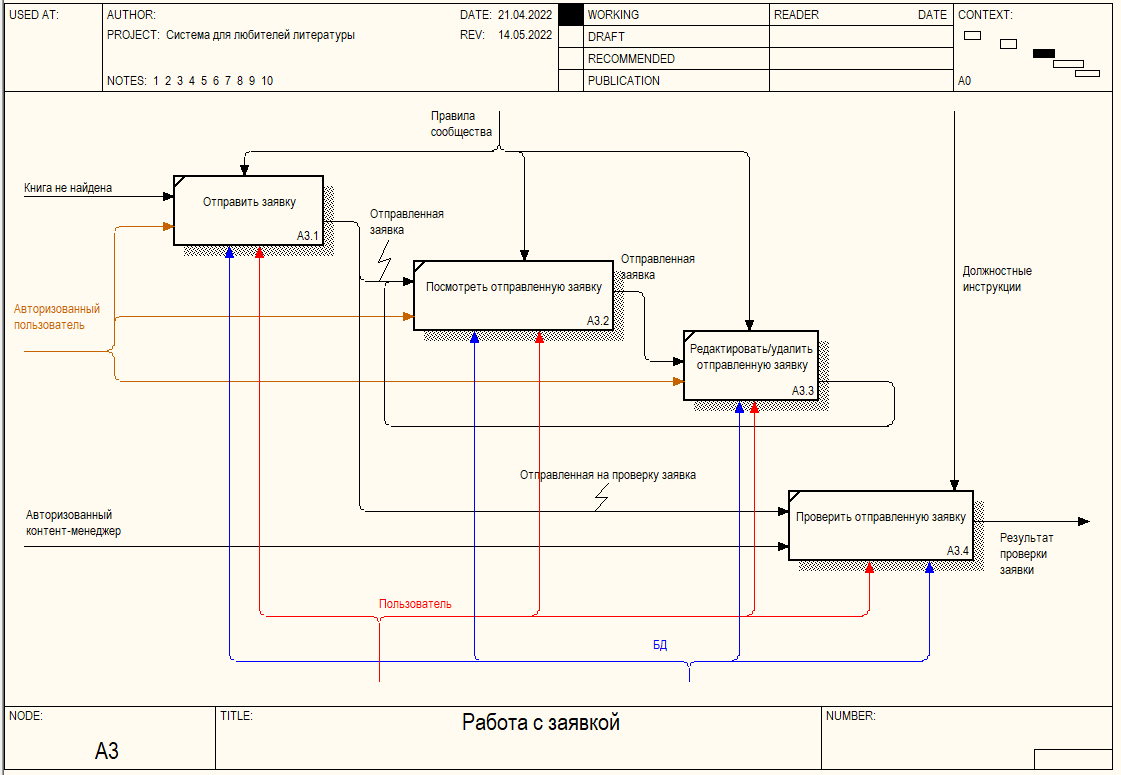 USED AT:
AUTHOR:
DATE: 21.04.2022
PROJECT: Система для любителей литературы
REV: 14.05.2022
NOTES: 1 2 3 4 5 6 7 8 9 10
WORKING
DRAFT
RECOMMENDED
PUBLICATION
READER
DATE
CONTEXT:
A0
Правила
сообщества
Книга не найдена
Отправить заявку
A3.1
Отправленная
заявка
Посмотреть отправленную заявку
A3.2
Отправленная
заявка
Должностные
инструкции
Авторизованный
пользователь
Редактировать/удалить
отправленную заявку
A3.3
Отправленная на проверку заявка
Авторизованный
контент-менеджер
Проверить отправленную заявку
A3.4
Результат
проверки
заявки
Пользователь
БД
NODE:
A3
TITLE:
Работа с заявкой
NUMBER: